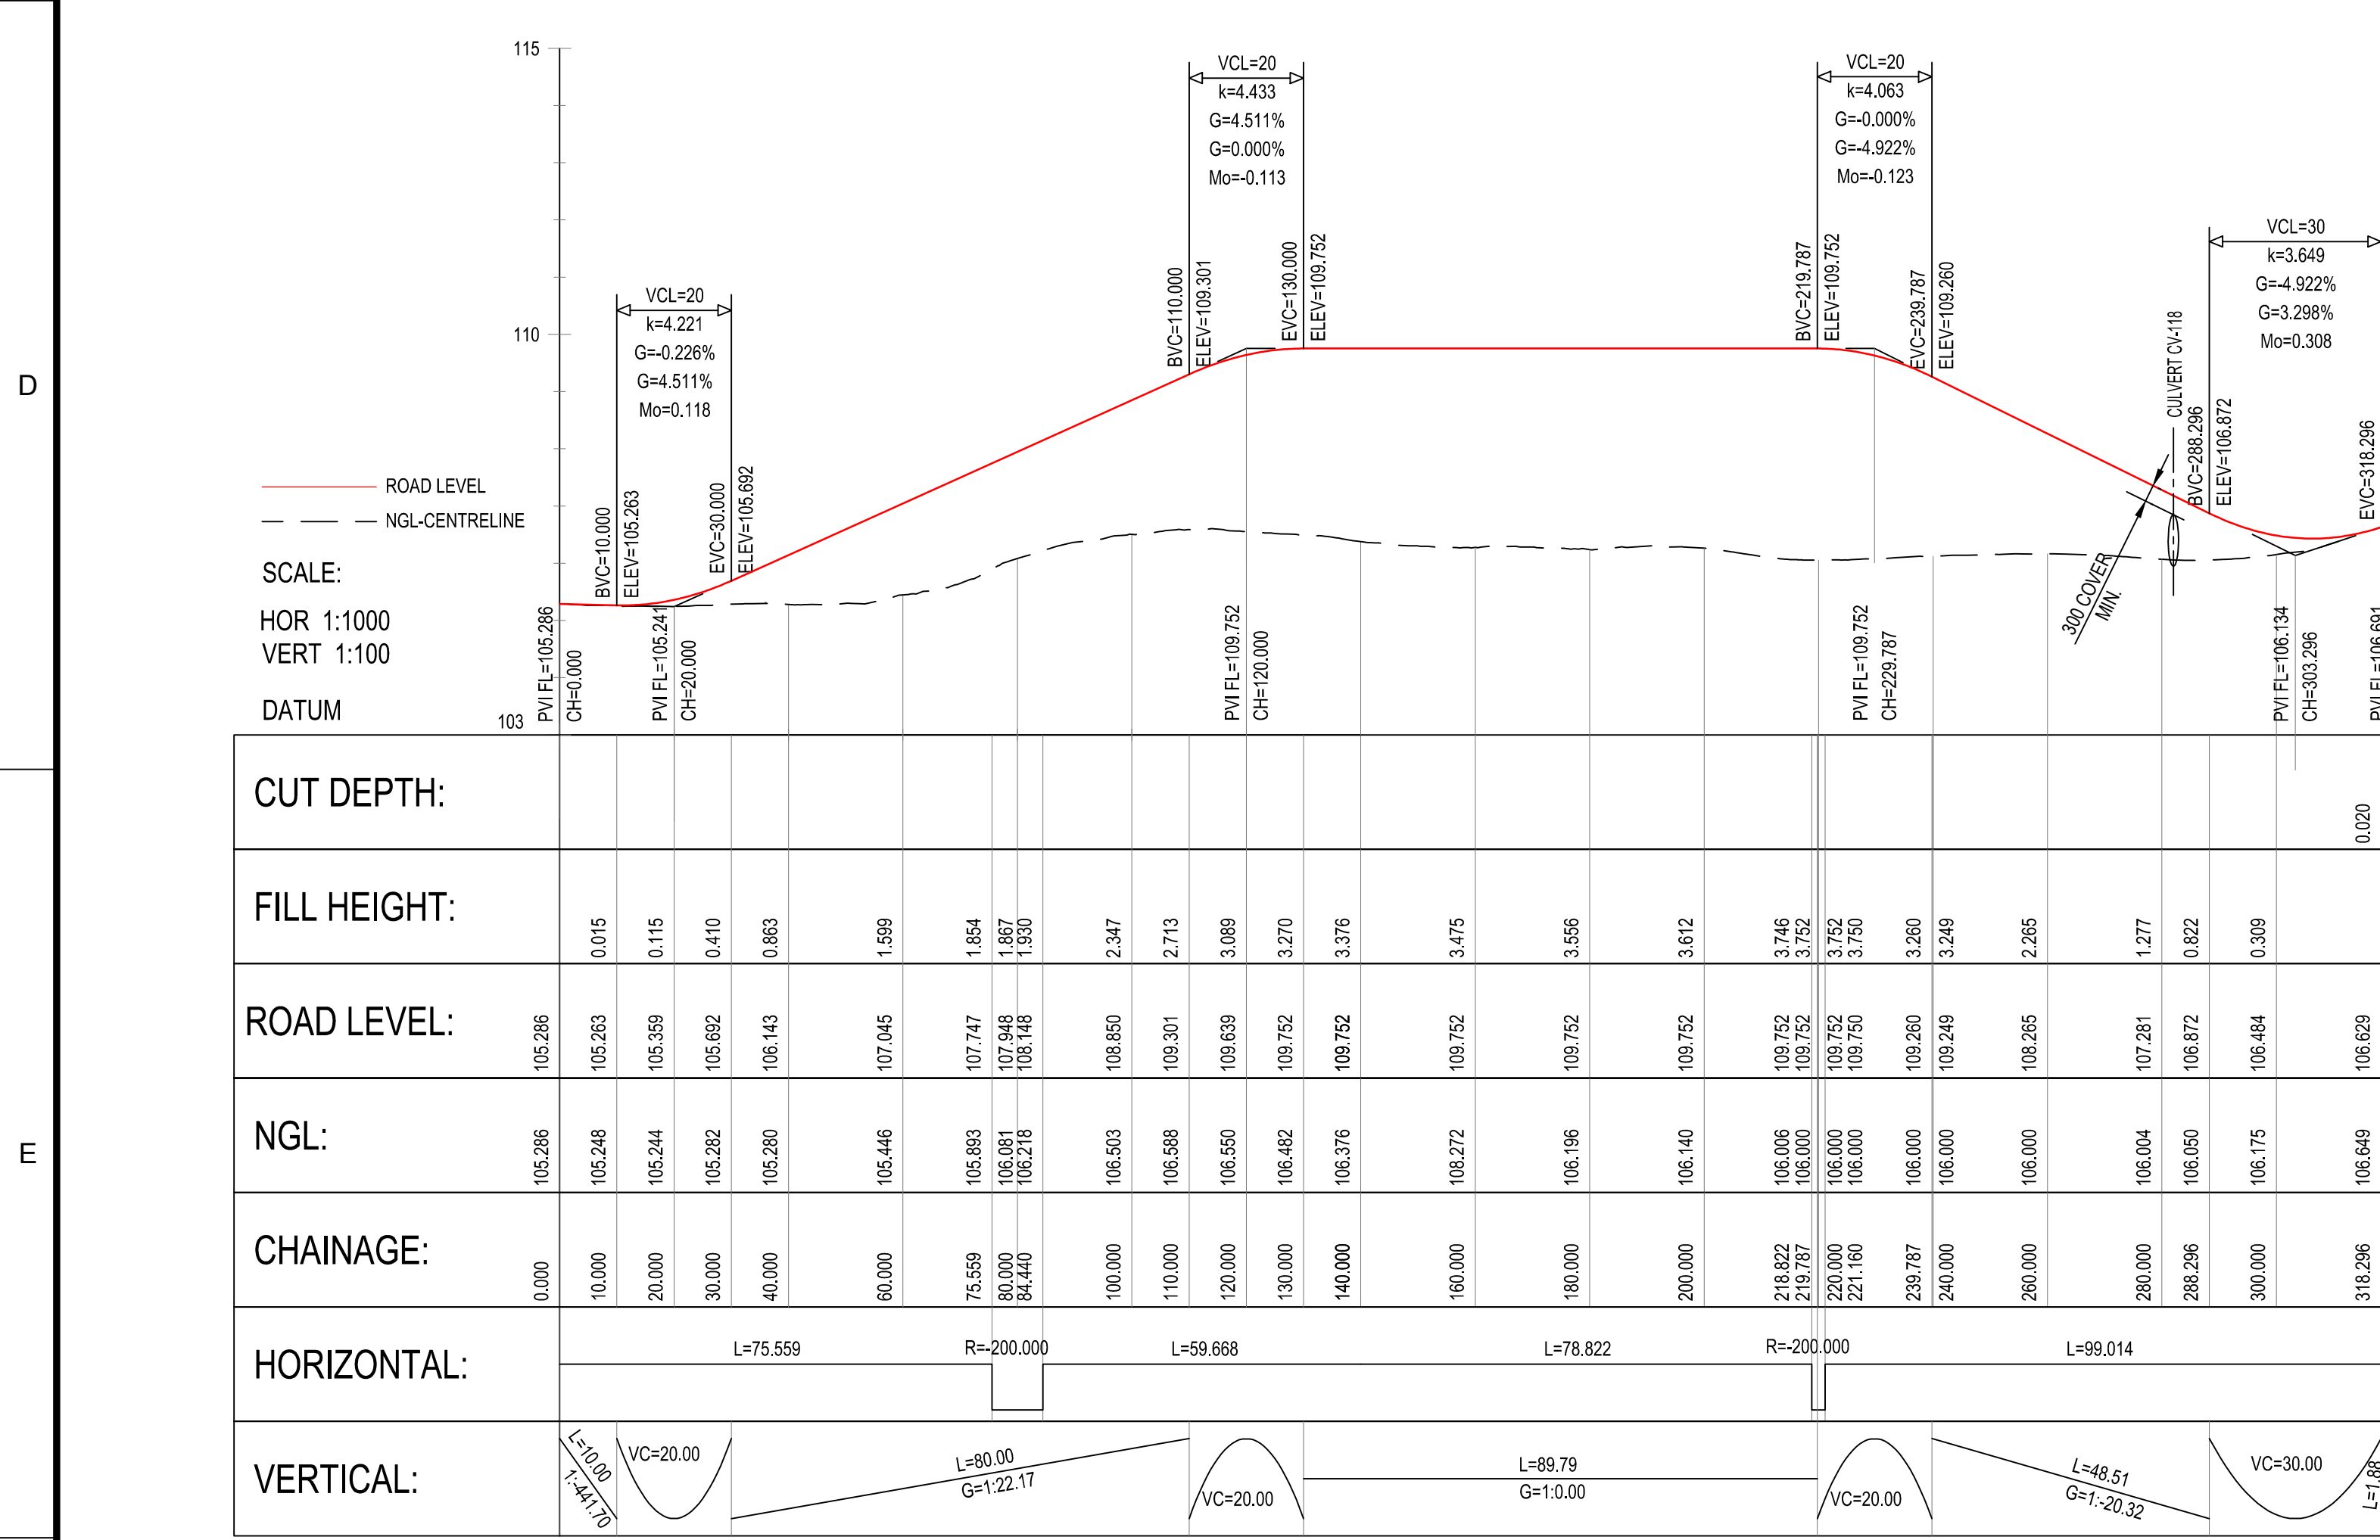 115
VCL=20
k=4.433
G=4.511%
G=0.000%
Mo=-0.113
VCL=20
k=4.063
G=-0.000%
G=-4.922%
Mo=-0.123
VCL=30
k=3.649
G=-4.922%
G=3.298%
Mo=0.308
VCL=20
k=4.221
G=-0.226%
G=4.511%
Mo=0.118
110
D
BVC=10.000
ELEV=105.263
EVC=30.000
ELEV=105.692
BVC=110.000
ELEV=109.301
EVC=130.000
ELEV=109.752
BVC=219.787
ELEV=109.752
EVC=239.787
ELEV=109.260
CULVERT CV-118
BVC=288.296
ELEV=106.872
EVC=318.296
ROAD LEVEL
NGL-CENTRELINE
SCALE:
HOR 1:1000
VERT 1:100
DATUM
103
300 COVER
MIN.
PVI FL=105.286
CH=0.000
PVI FL=105.241
CH=20.000
PVI FL=109.752
CH=120.000
PVI FL=109.752
CH=229.787
PVI FL=106.134
CH=303.296
PVI FL=106.691
CUT DEPTH:
0.020
FILL HEIGHT:
0.015
0.115
0.410
0.863
1.599
1.854
1.867
1.930
2.347
2.713
3.089
3.270
3.376
3.475
3.556
3.612
3.746
3.752
3.752
3.750
3.260
3.249
2.265
1.277
0.822
0.309
ROAD LEVEL:
105.286
105.263
105.359
105.692
106.143
107.045
107.747
107.948
108.148
108.850
109.301
109.639
109.752
109.752
109.752
109.752
109.752
109.752
109.752
109.752
109.750
109.260
109.249
108.265
107.281
106.872
106.484
106.629
E
NGL:
105.286
105.248
105.244
105.282
105.280
105.446
105.893
106.081
106.218
106.503
106.588
106.550
106.482
106.376
108.272
106.196
106.140
106.006
106.000
106.000
106.000
106.000
106.000
106.000
106.004
106.050
106.175
106.649
CHAINAGE:
0.000
10.000
20.000
30.000
40.000
60.000
75.559
80.000
84.440
100.000
110.000
120.000
130.000
140.000
160.000
180.000
200.000
218.822
219.787
220.000
221.160
239.787
240.000
260.000
280.000
288.296
300.000
318.296
HORIZONTAL:
L=75.559
R=-200.000
L=59.668
L=78.822
R=-200.000
L=99.014
VERTICAL:
L=10.00
1:-441.70
VC=20.00
L=80.00
G=1:22.17
VC=20.00
L=89.79
G=1:0.00
VC=20.00
L=48.51
G=1:-20.32
VC=30.00
L=1.88